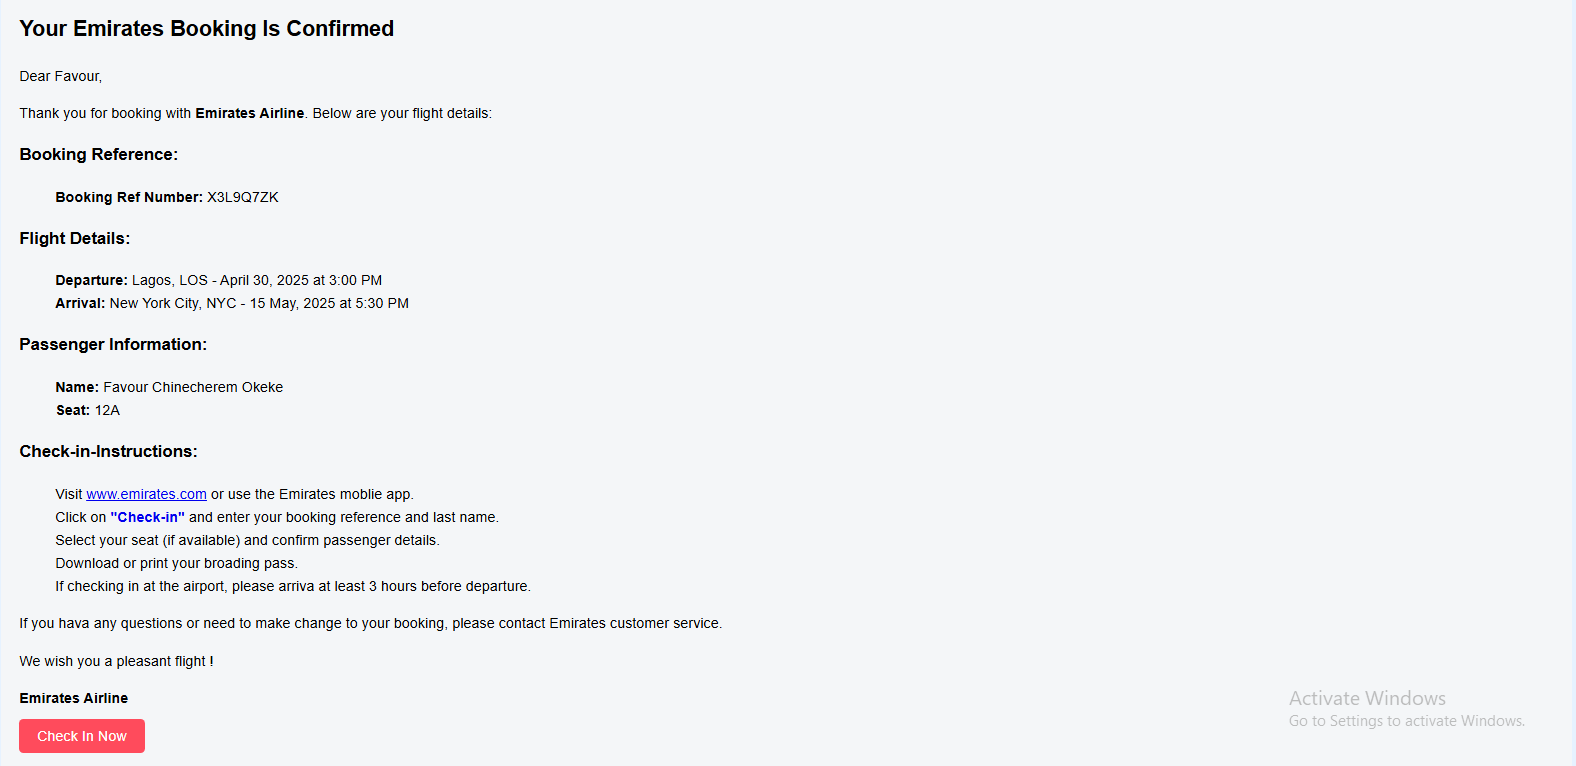 Your Emirates Booking Is Confirmed
Dear Favour,
Thank you for booking with Emirates Airline. Below are your flight details:
Booking Reference:
Booking Ref Number: X3L9Q7ZK
Flight Details:
Departure: Lagos, LOS - April 30, 2025 at 3:00 PM
Arrival: New York City, NYC - 15 May, 2025 at 5:30 PM
Passenger Information:
Name: Favour Chinecherem Okeke
Seat: 12A
Check-in-Instructions:
Visit www.emirates.com or use the Emirates moblie app.
Click on "Check-in" and enter your booking reference and last name.
Select your seat (if available) and confirm passenger details.
Download or print your broading pass.
If checking in at the airport, please arriva at least 3 hours before departure.
If you hava any questions or need to make change to your booking, please contact Emirates customer service.
We wish you a pleasant flight !
Emirates Airline
Check In Now
Activate Windows
Go to Settings to activate Windows.